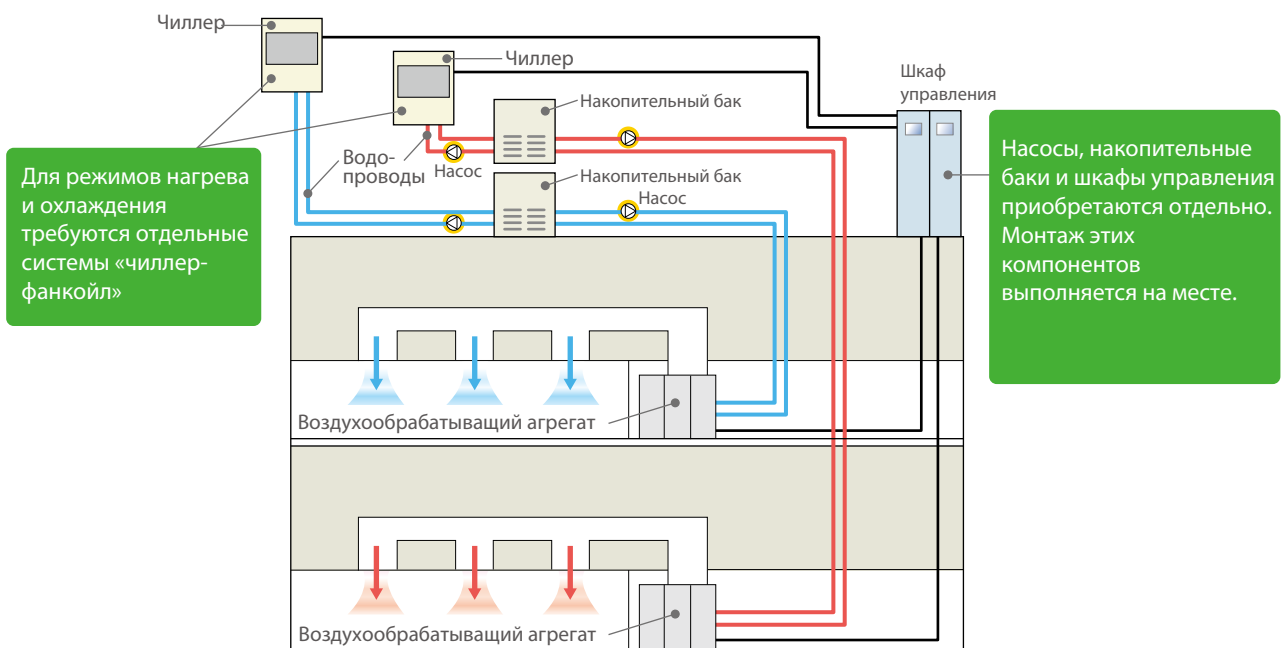 Чиллер
Чиллер
Шкаф
управления
Накопительный бак
Водо-
проводы
Насос
Накопительный бак
Насос
Для режимов нагрева
и охлаждения
требуются отдельные
системы «чиллер-
фанкойл»
Насосы, накопительные
баки и шкафы управления
приобретаются отдельно.
Монтаж этих
компонентов
выполняется на месте.
Воздухообрабатыващий агрегат
Воздухообрабатыващий агрегат